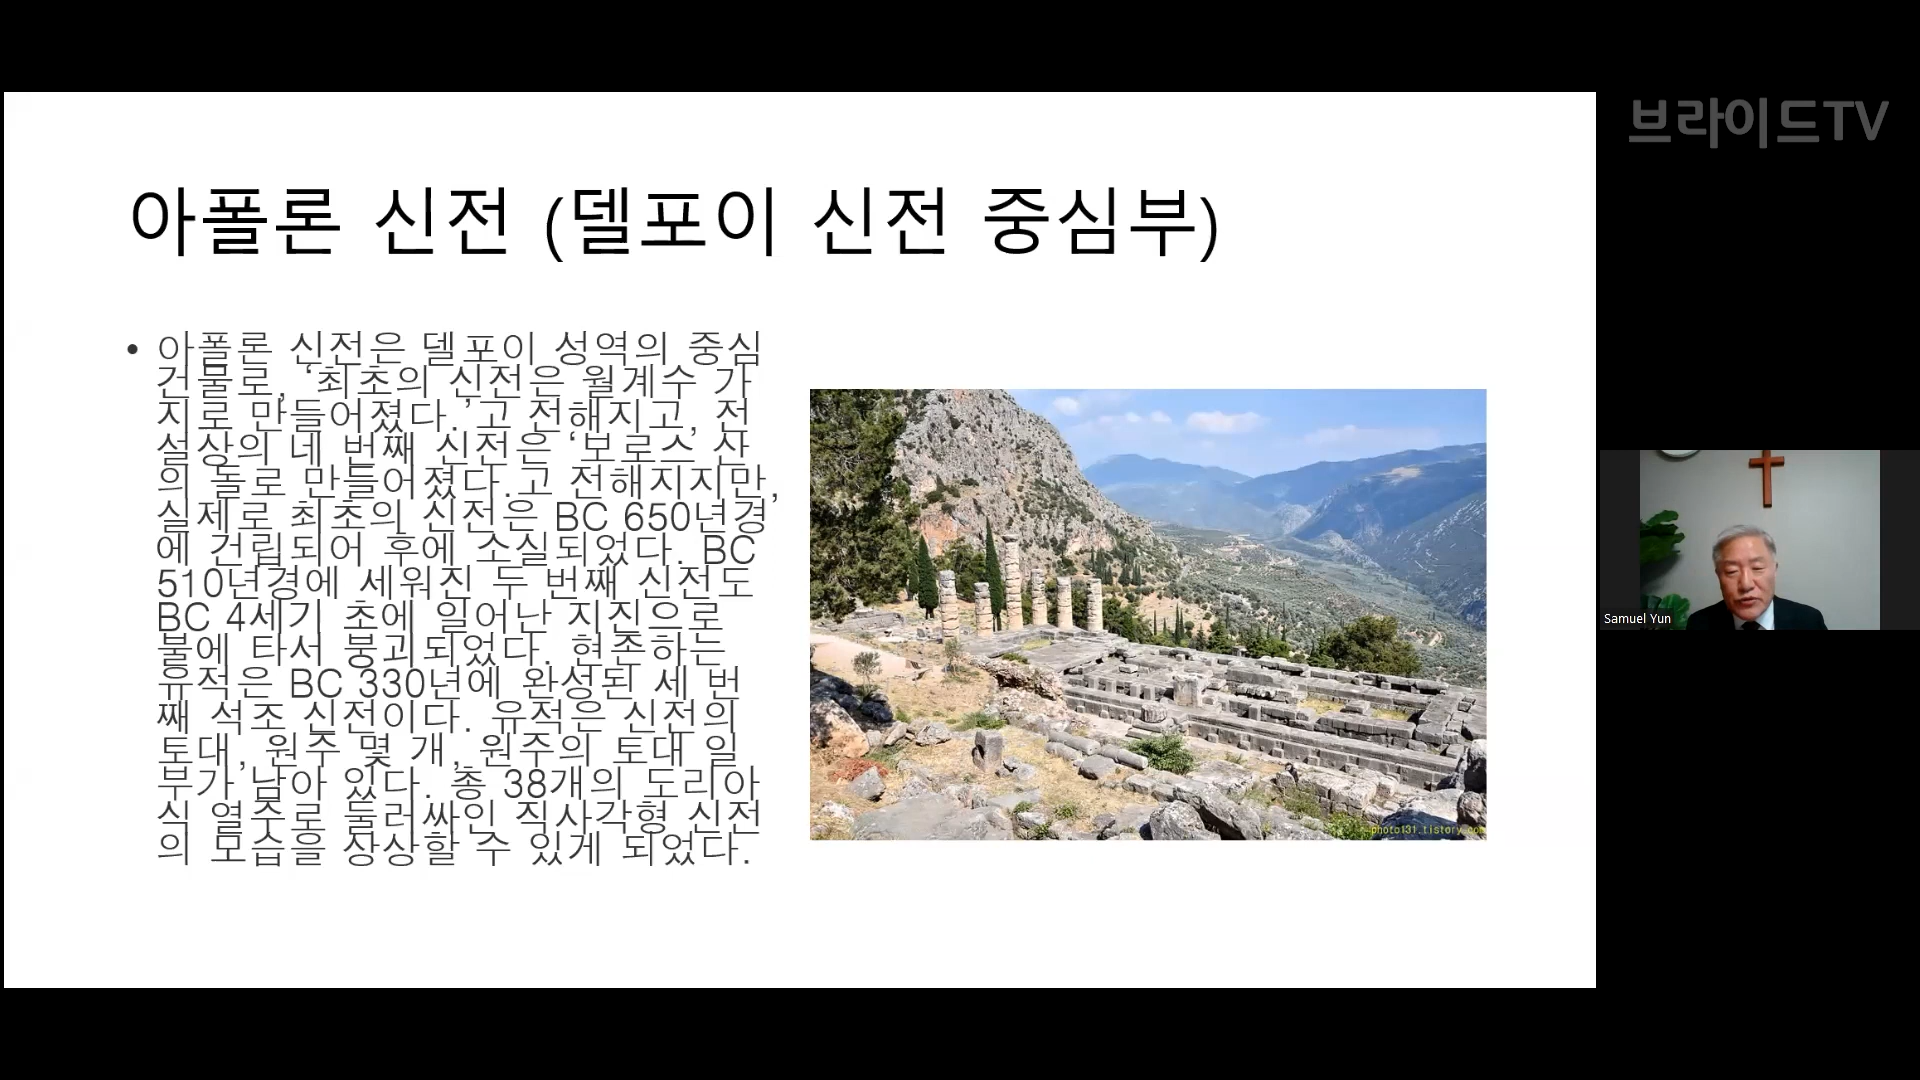 브라이드TV
아폴론 신전 (델포이 신전 중심부)
• 아폴론 신전은 델포이 성역의 중심
건물로, ‘최초의 신전은 월계수 가
지로 만들어졌다.’고 전해지고, 전
설상의 네 번째 신전은 ‘보로스 산
의 돌로 만들어졌다.고 전해지지만,
실제로 최초의 신전은 BC 650년경’
에 건립되어 후에 소실되었다. BC
510년경에 세워진 두 번째 신전도
BC 4세기 초에 일어난 지진으로
불에 타서 붕괴되었다. 현존하는
유적은 BC 330년에 완성된 세 번
째 석조 신전이다. 유적은 신전의
토대, 원주 몇 개, 원주의 토대 일
부가 남아 있다. 총 38개의 도리아
식 열주로 둘러싸인 직사각형 신전
의 모습을 상상할 수 있게 되었다.
photo131.tistory.com
Samuel Yun